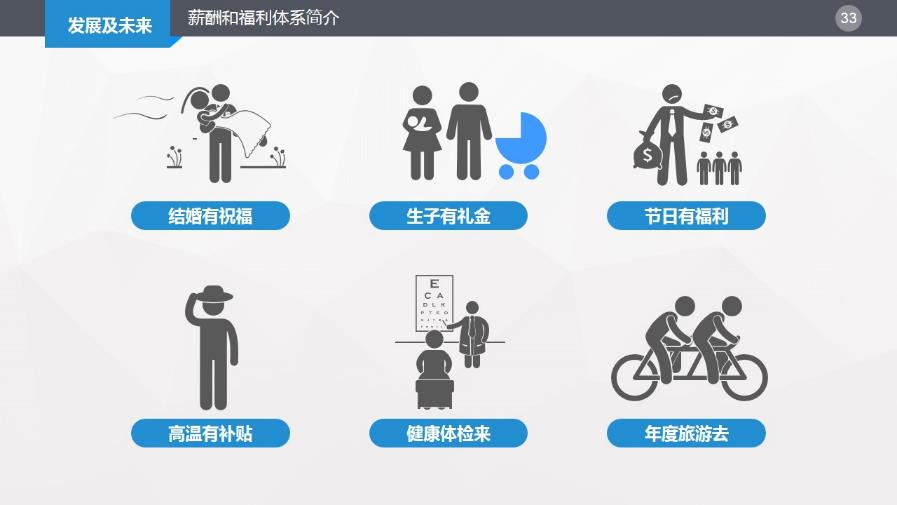 发展及未来
薪酬和福利体系简介
33
结婚有祝福
生子有礼金
节日有福利
高温有补贴
E
C A
D L K
健康体检来
年度旅游去